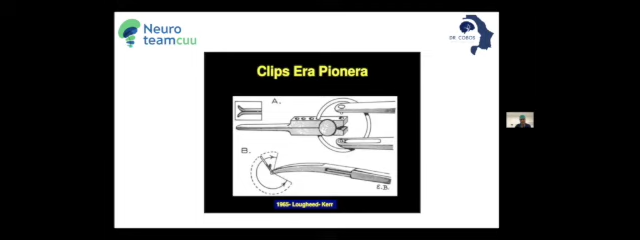 Neuro
teamcuu
DR. COBOS
Clips Era Pionera
A.
B.
E.B.
1965- Lougheed- Kerr